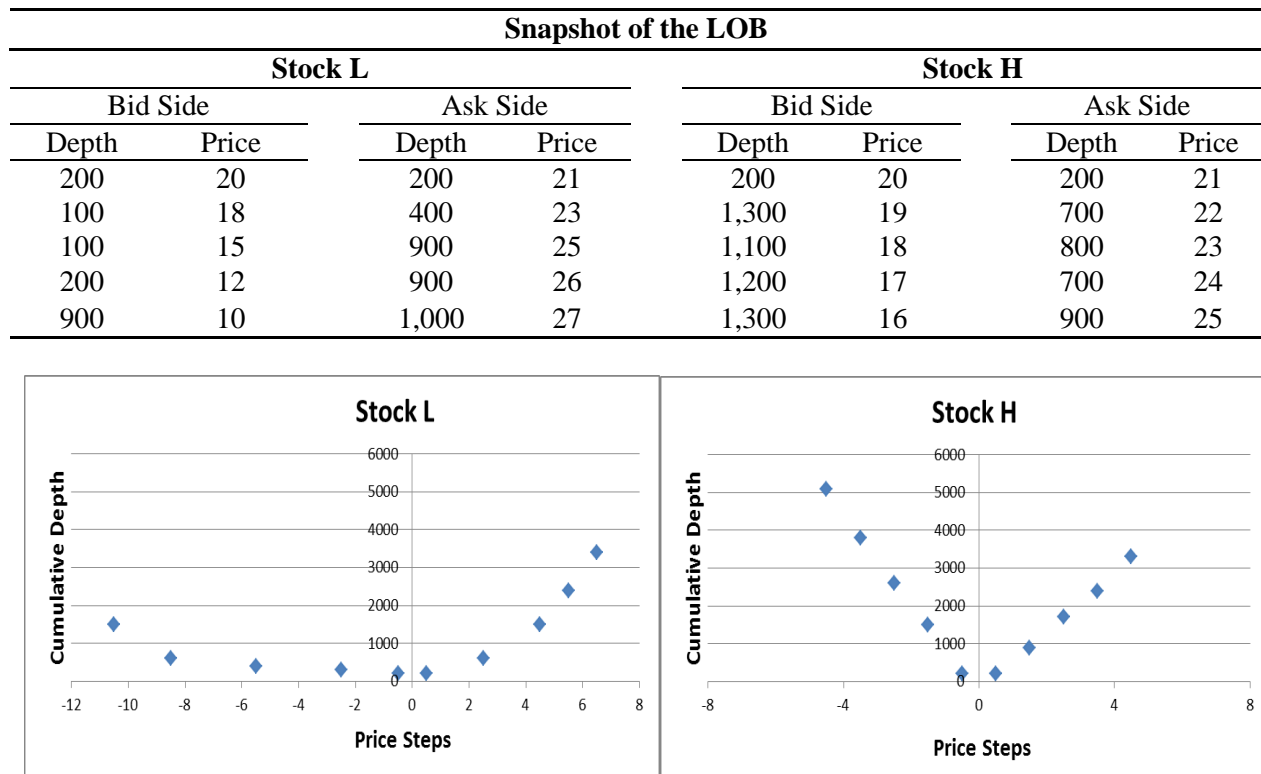 Snapshot of the LOB
Stock L Stock H
Bid Side Ask Side Bid Side Ask Side
Depth Price Depth Price Depth Price Depth Price
200 20 200 21 200 20 200 21
100 18 400 23 1,300 19 700 22
100 15 900 25 1,100 18 800 23
200 12 900 26 1,200 17 700 24
900 10 1,000 27 1,300 16 900 25
Stock L
Cumulative Depth
6000
5000
4000
3000
2000
1000
0
-12 -10 -8 -6 -4 -2 0 2 4 6 8
Price Steps
Stock H
Cumulative Depth
6000
5000
4000
3000
2000
1000
0
-8 -4 0 4 8
Price Steps